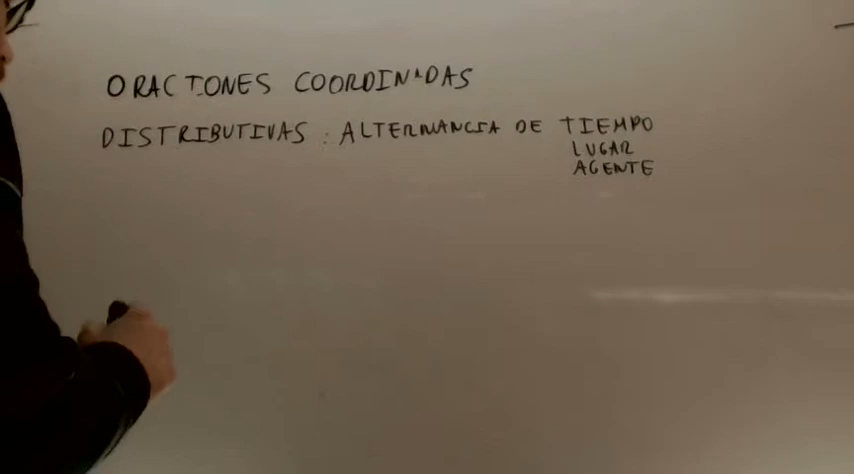 ORACIONES COORDINADAS
DISTRIBUTIVAS : ALTERNANCIA DE TIEMPO
LUGAR
AGENTE